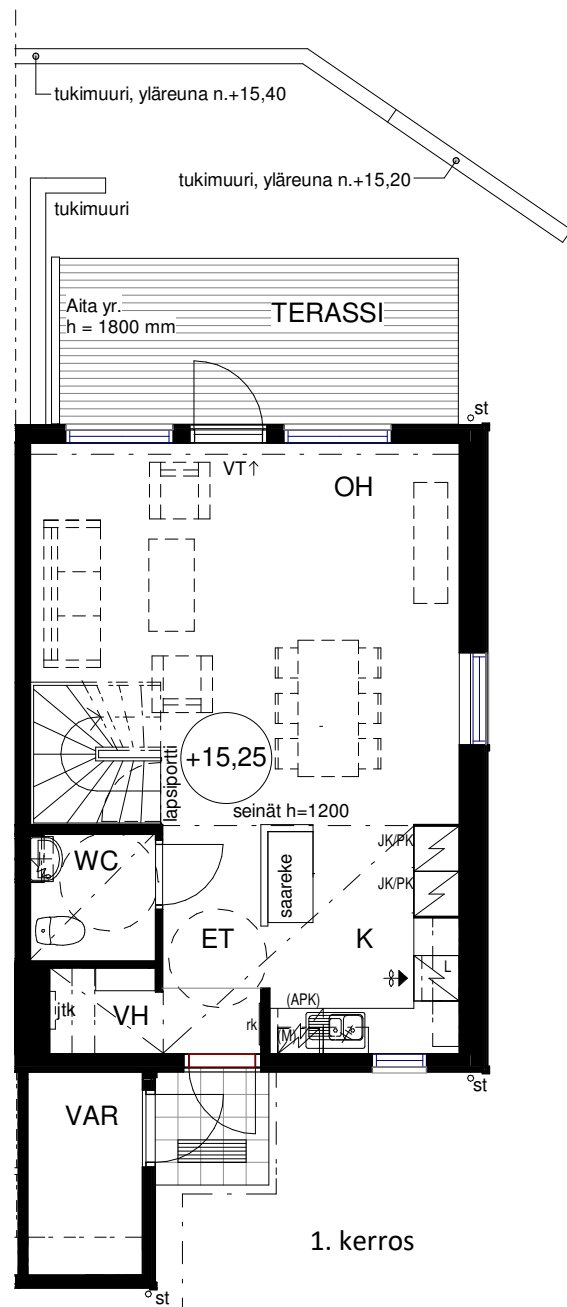 tukimuuri, yläreuna n.+15,40
tukimuuri, yläreuna n.+15,20
tukimuuri
Aita yr.
h = 1800 mm
TERASSI
st
VT↑
OH
+15,25
lapsiportti
seinät h=1200
WC
saareke
JK/PK
JK/PK
ET
K
L
jtk
VH
rk
(APK)
(M)
VAR
st
1. kerros
st